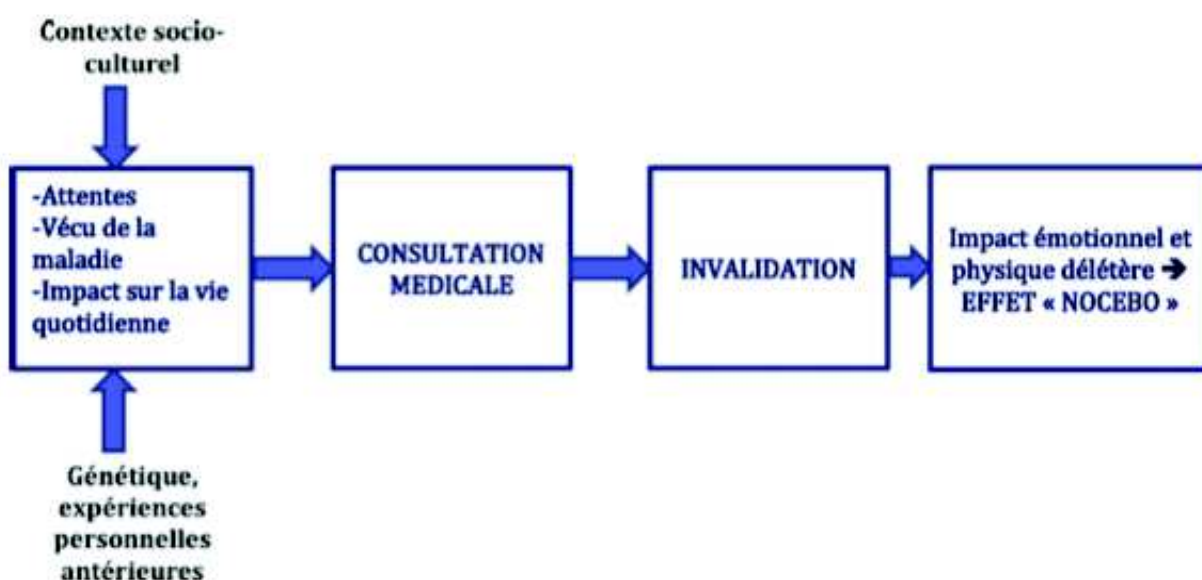 Contexte socio-
culturel
-Attentes
-Vécu de la
maladie
-Impact sur la vie
quotidienne
CONSULTATION
MEDICALE
INVALIDATION
Impact émotionnel et
physique délétère ➔
EFFET « NOCEBO »
Génétique,
expériences
personnelles
antérieures